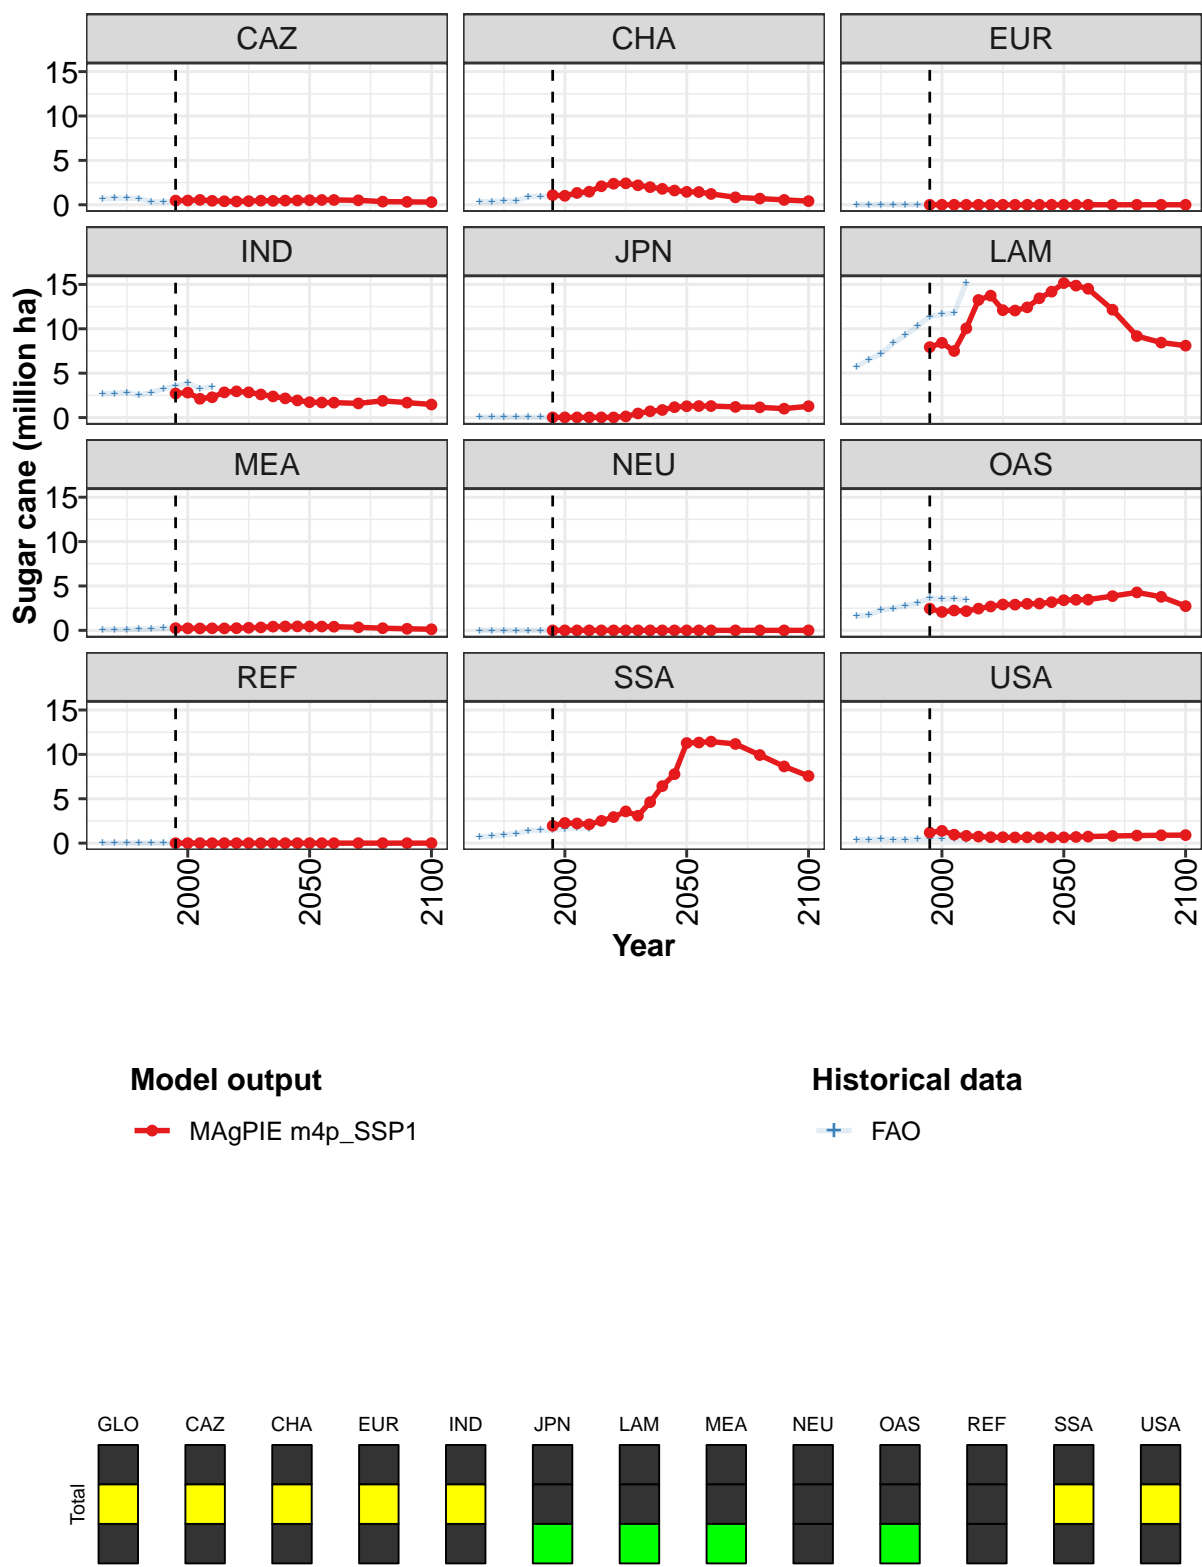 CAZ CHA EUR
15
10
5
0
IND JPN LAM
15
10
5
0
Sugar cane (million ha)
MEA NEU OAS
15
10
5
0
REF SSA USA
15
10
5
0
2000 2050 2100 2000 2050 2100 2000 2050 2100
Year
Model output Historical data
MAgPIE m4p_SSP1 FAO
GLO CAZ CHA EUR IND JPN LAM MEA NEU OAS REF SSA USA
Total